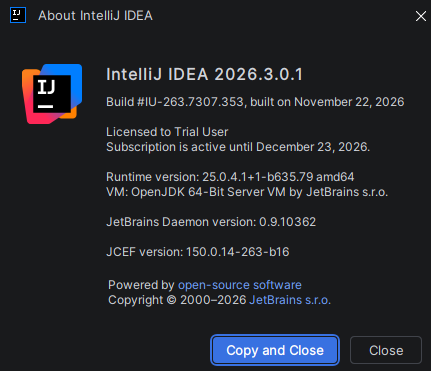 About IntelliJ IDEA
IJ
IntelliJ IDEA 2026.3.0.1
Build #IU-263.7307.353, built on November 22, 2026
Licensed to Trial User
Subscription is active until December 23, 2026.
Runtime version: 25.0.4.1+1-b635.79 amd64
VM: OpenJDK 64-Bit Server VM by JetBrains s.r.o.
JetBrains Daemon version: 0.9.10362
JCEF version: 150.0.14-263-b16
Powered by open-source software
Copyright © 2000–2026 JetBrains s.r.o.
Copy and Close
Close